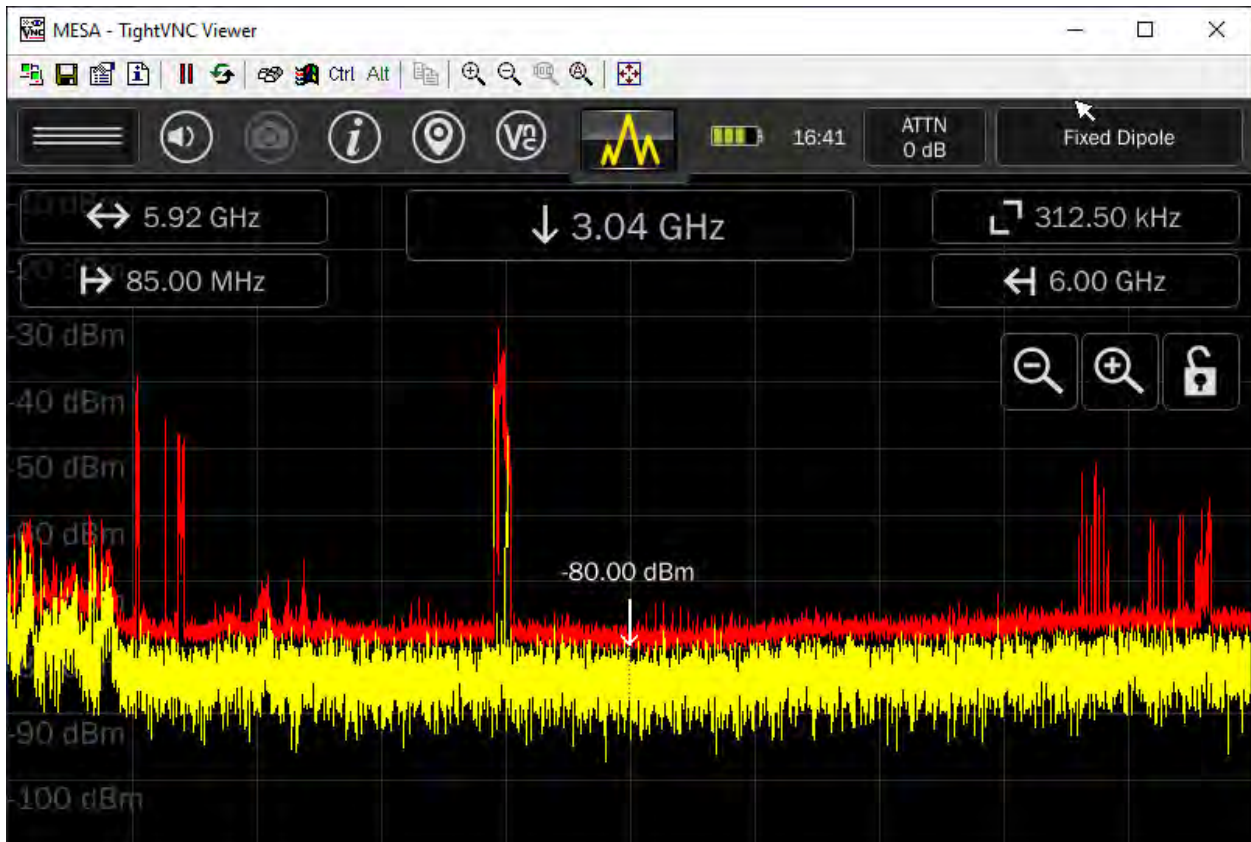 MESA - TightVNC Viewer
Ctrl Alt
16:41
ATTN
0 dB
Fixed Dipole
5.92 GHz
3.04 GHz
312.50 kHz
85.00 MHz
6.00 GHz
-30 dBm
-40 dBm
-50 dBm
-80.00 dBm
-90 dBm
-100 dBm